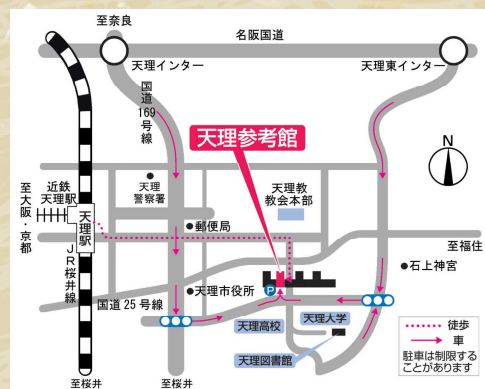 至奈良
名阪国道
天理インター
天理東インター
国道169号線
天理参考館
N
天理
警察署
天理教
教会本部
近鉄
天理駅
至大阪・京都
天理駅
JR桜井線
郵便局
至福住
石上神宮
天理市役所
P
国道25号線
天理高校
天理大学
天理図書館
徒歩
車
駐車は制限する
ことがあります
至桜井
至桜井